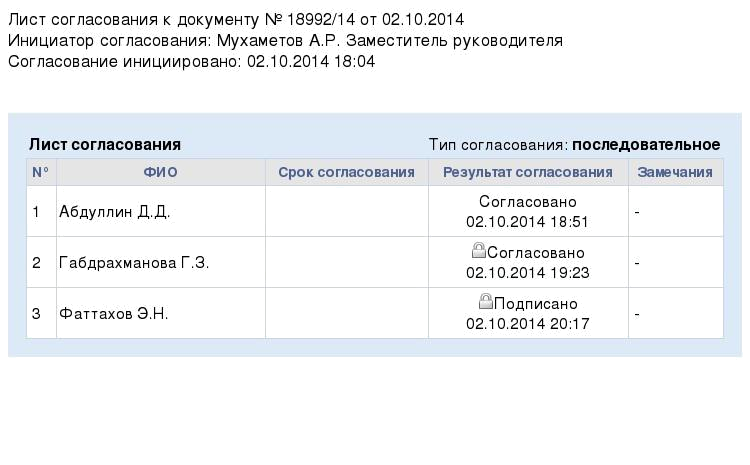 Лист согласования к документу № 18992/14 от 02.10.2014
Инициатор согласования: Мухаметов А.Р. Заместитель руководителя
Согласование инициировано: 02.10.2014 18:04
Лист согласования Тип согласования: последовательное
N° ФИО Срок согласования Результат согласования Замечания
1 Абдуллин Д.Д. Согласовано 02.10.2014 18:51 -
2 Габдрахманова Г.З. Согласовано 02.10.2014 19:23 -
3 Фаттахов Э.Н. Подписано 02.10.2014 20:17 -